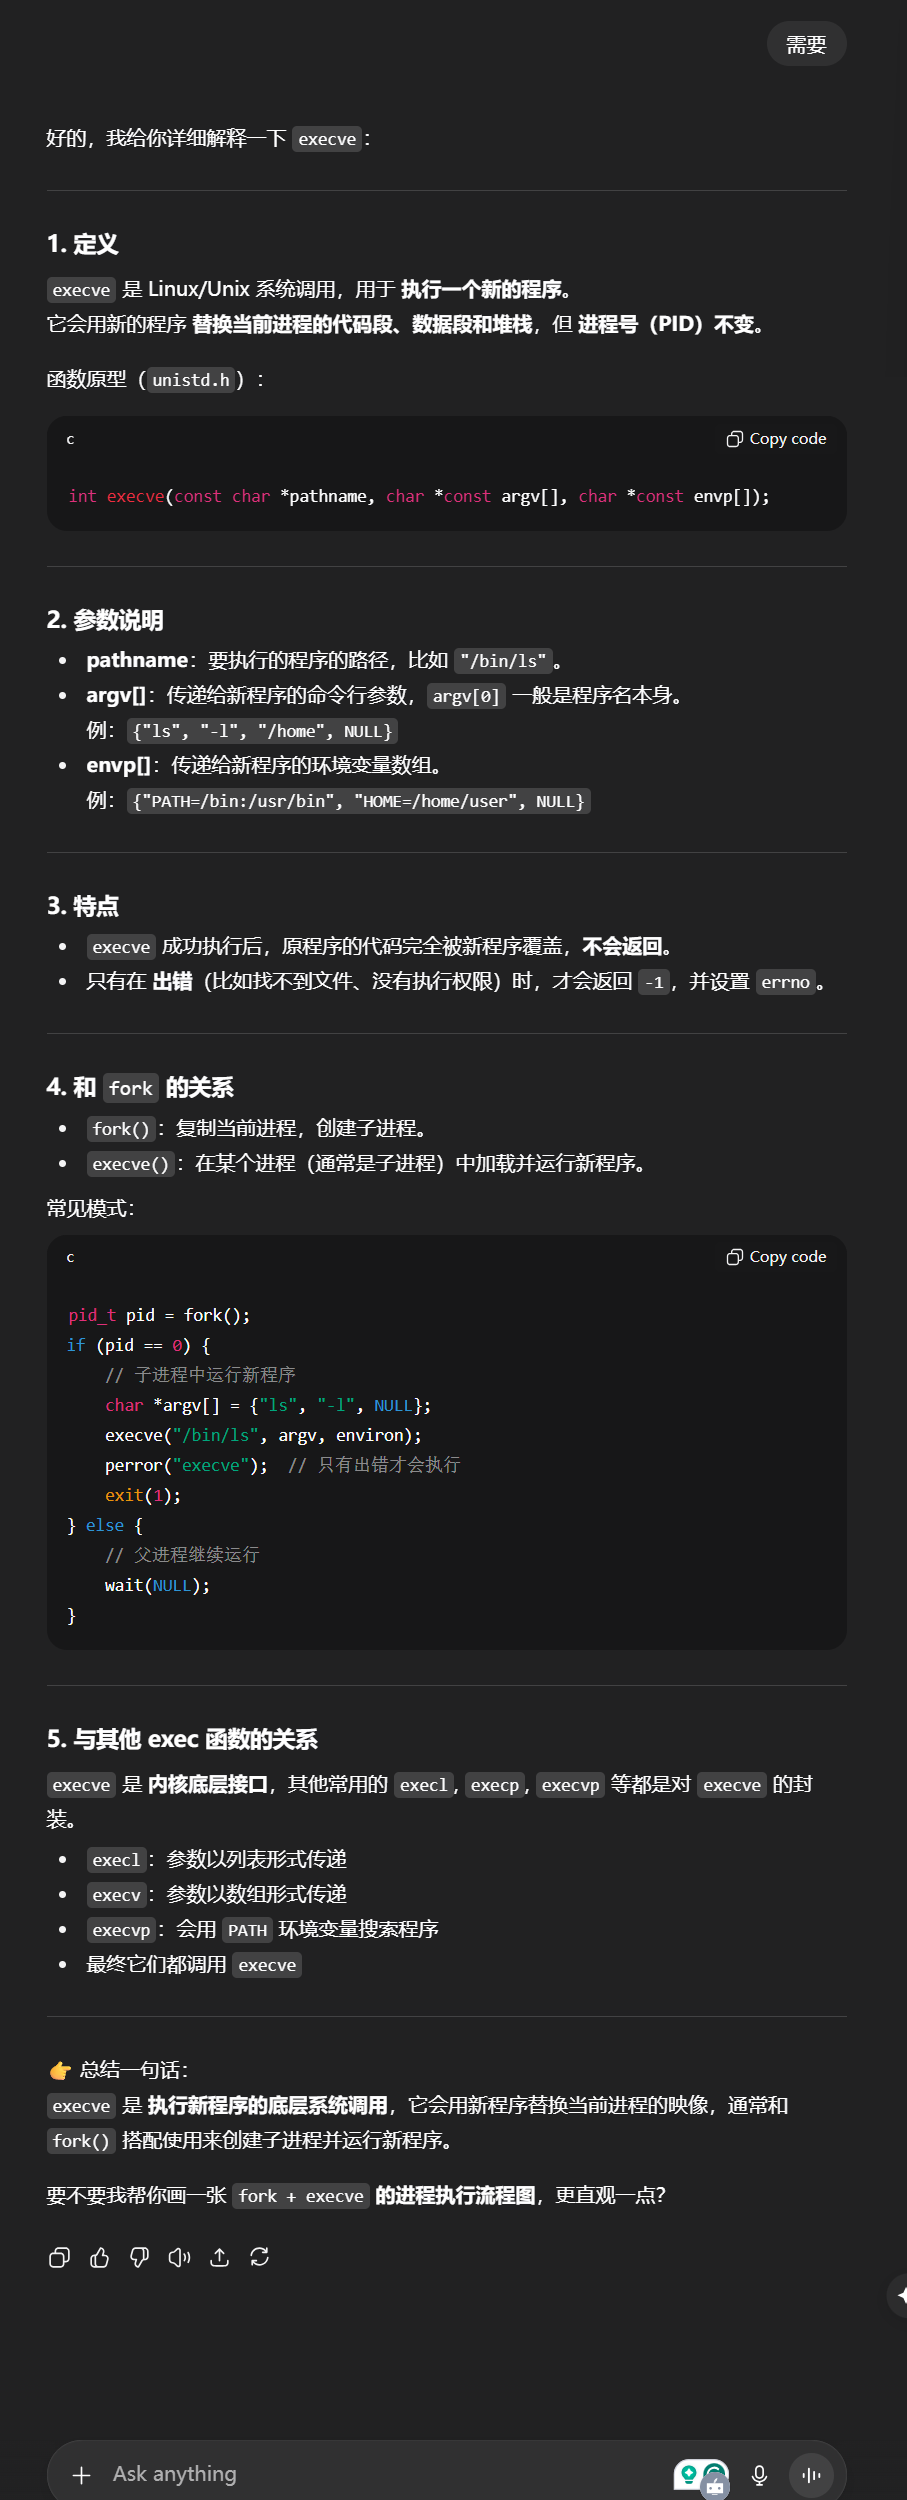 需要
好的，我给你详细解释一下 execve：
1. 定义
execve 是 Linux/Unix 系统调用，用于 执行一个新的程序。
它会用新的程序 替换当前进程的代码段、数据段和堆栈，但 进程号（PID）不变。
函数原型（unistd.h）：
c
Copy code
int execve(const char *pathname, char *const argv[], char *const envp[]);
2. 参数说明
• pathname：要执行的程序的路径，比如 "/bin/ls"。
• argv[]：传递给新程序的命令行参数，argv[0] 一般是程序名本身。
例：{"ls", "-l", "/home", NULL}
• envp[]：传递给新程序的环境变量数组。
例：{"PATH=/bin:/usr/bin", "HOME=/home/user", NULL}
3. 特点
• execve 成功执行后，原程序的代码完全被新程序覆盖，不会返回。
• 只有在 出错（比如找不到文件、没有执行权限）时，才会返回 -1，并设置 errno。
4. 和 fork 的关系
• fork()：复制当前进程，创建子进程。
• execve()：在某个进程（通常是子进程）中加载并运行新程序。
常见模式：
c
Copy code
pid_t pid = fork();
if (pid == 0) {
    // 子进程中运行新程序
    char *argv[] = {"ls", "-l", NULL};
    execve("/bin/ls", argv, environ);
    perror("execve");  // 只有出错才会执行
    exit(1);
} else {
    // 父进程继续运行
    wait(NULL);
}
5. 与其他 exec 函数的关系
execve 是 内核底层接口，其他常用的 execl, execp, execvp 等都是对 execve 的封
装。
• execl：参数以列表形式传递
• execv：参数以数组形式传递
• execvp：会用 PATH 环境变量搜索程序
• 最终它们都调用 execve
👉 总结一句话：
execve 是 执行新程序的底层系统调用，它会用新程序替换当前进程的映像，通常和
fork() 搭配使用来创建子进程并运行新程序。
要不要我帮你画一张 fork + execve 的进程执行流程图，更直观一点？
Ask anything